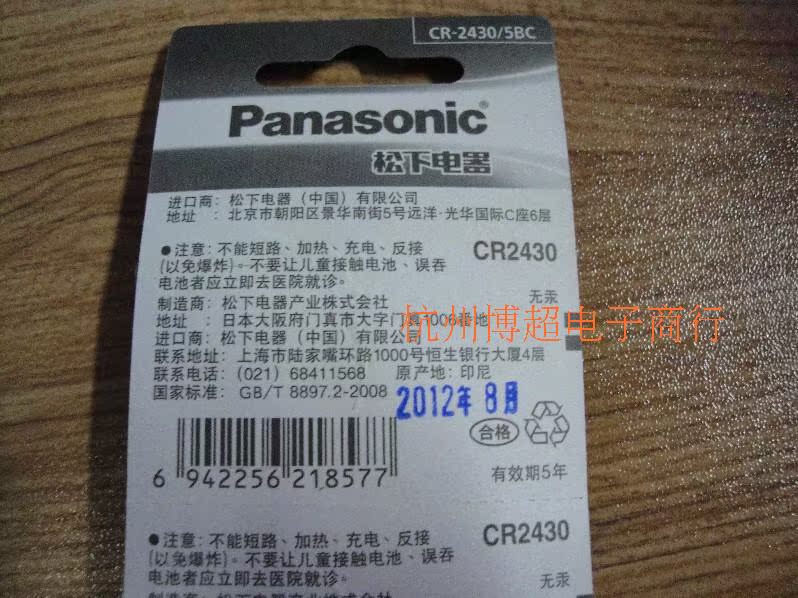 CR-2430/5BC
Panasonic®
松下电器
进口商：松下电器（中国）有限公司
地址：北京市朝阳区景华南街5号远洋·光华国际C座6层
●注意：不能短路、加热、充电、反接
(以免爆炸)。不要让儿童接触电池、误吞
电池者应立即去医院就诊。
CR2430
无汞
制造商：松下电器产业株式会社
地址：日本大阪府门真市大字门真1006番地
进口商：松下电器（中国）有限公司
联系地址：上海市陆家嘴环路1000号恒生银行大厦4层
联系电话：(021) 68411568 原产地：印尼
国家标准：GB/T 8897.2-2008
杭州博超电子商行
2012年8月
合格
6 942256 218577
有效期5年
●注意：不能短路、加热、充电、反接
(以免爆炸)。不要让儿童接触电池、误吞
电池者应立即去医院就诊。
CR2430
无汞
制造商：松下电器产业株式会社